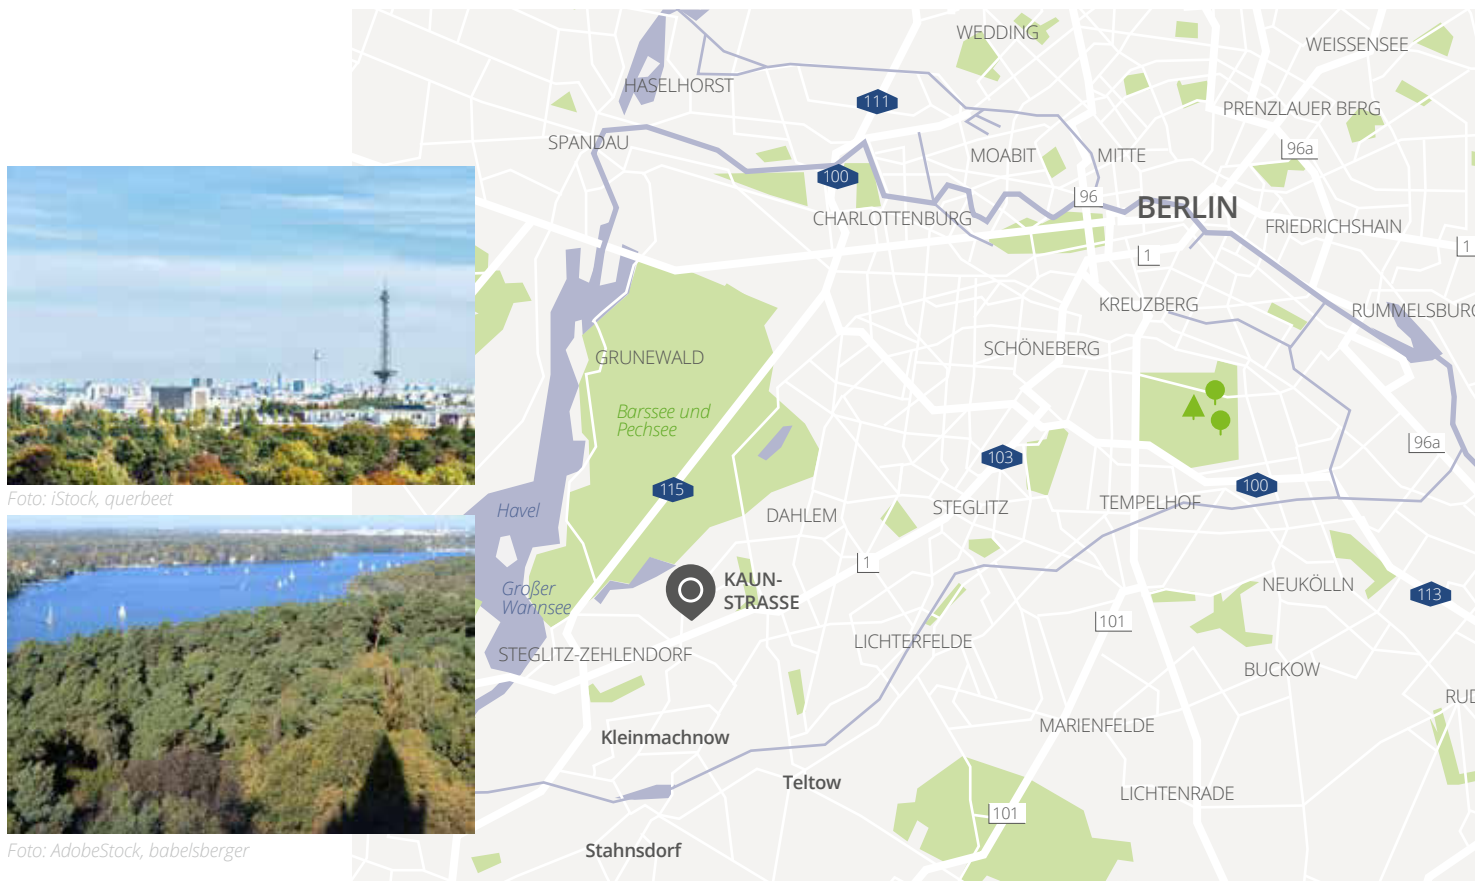 WEDDING
WEISSENSEE
HASELHORST
111
PRENZLAUER BERG
SPANDAU
MOABIT
MITTE
96a
100
96
BERLIN
CHARLOTTENBURG
FRIEDRICHSHAIN
1
1
KREUZBERG
RUMMELSBURG
SCHÖNEBERG
GRUNEWALD
Barssee und
Pechsee
96a
103
115
100
Foto: iStock, querbeet
Havel
DAHLEM
STEGLITZ
TEMPELHOF
1
KAUN-
STRASSE
Großer
Wannsee
NEUKÖLLN
113
101
LICHTERFELDE
STEGLITZ-ZEHLENDORF
BUCKOW
RUD
MARIENFELDE
Kleinmachnow
Teltow
LICHTENRADE
101
Foto: AdobeStock, babelsberger
Stahnsdorf